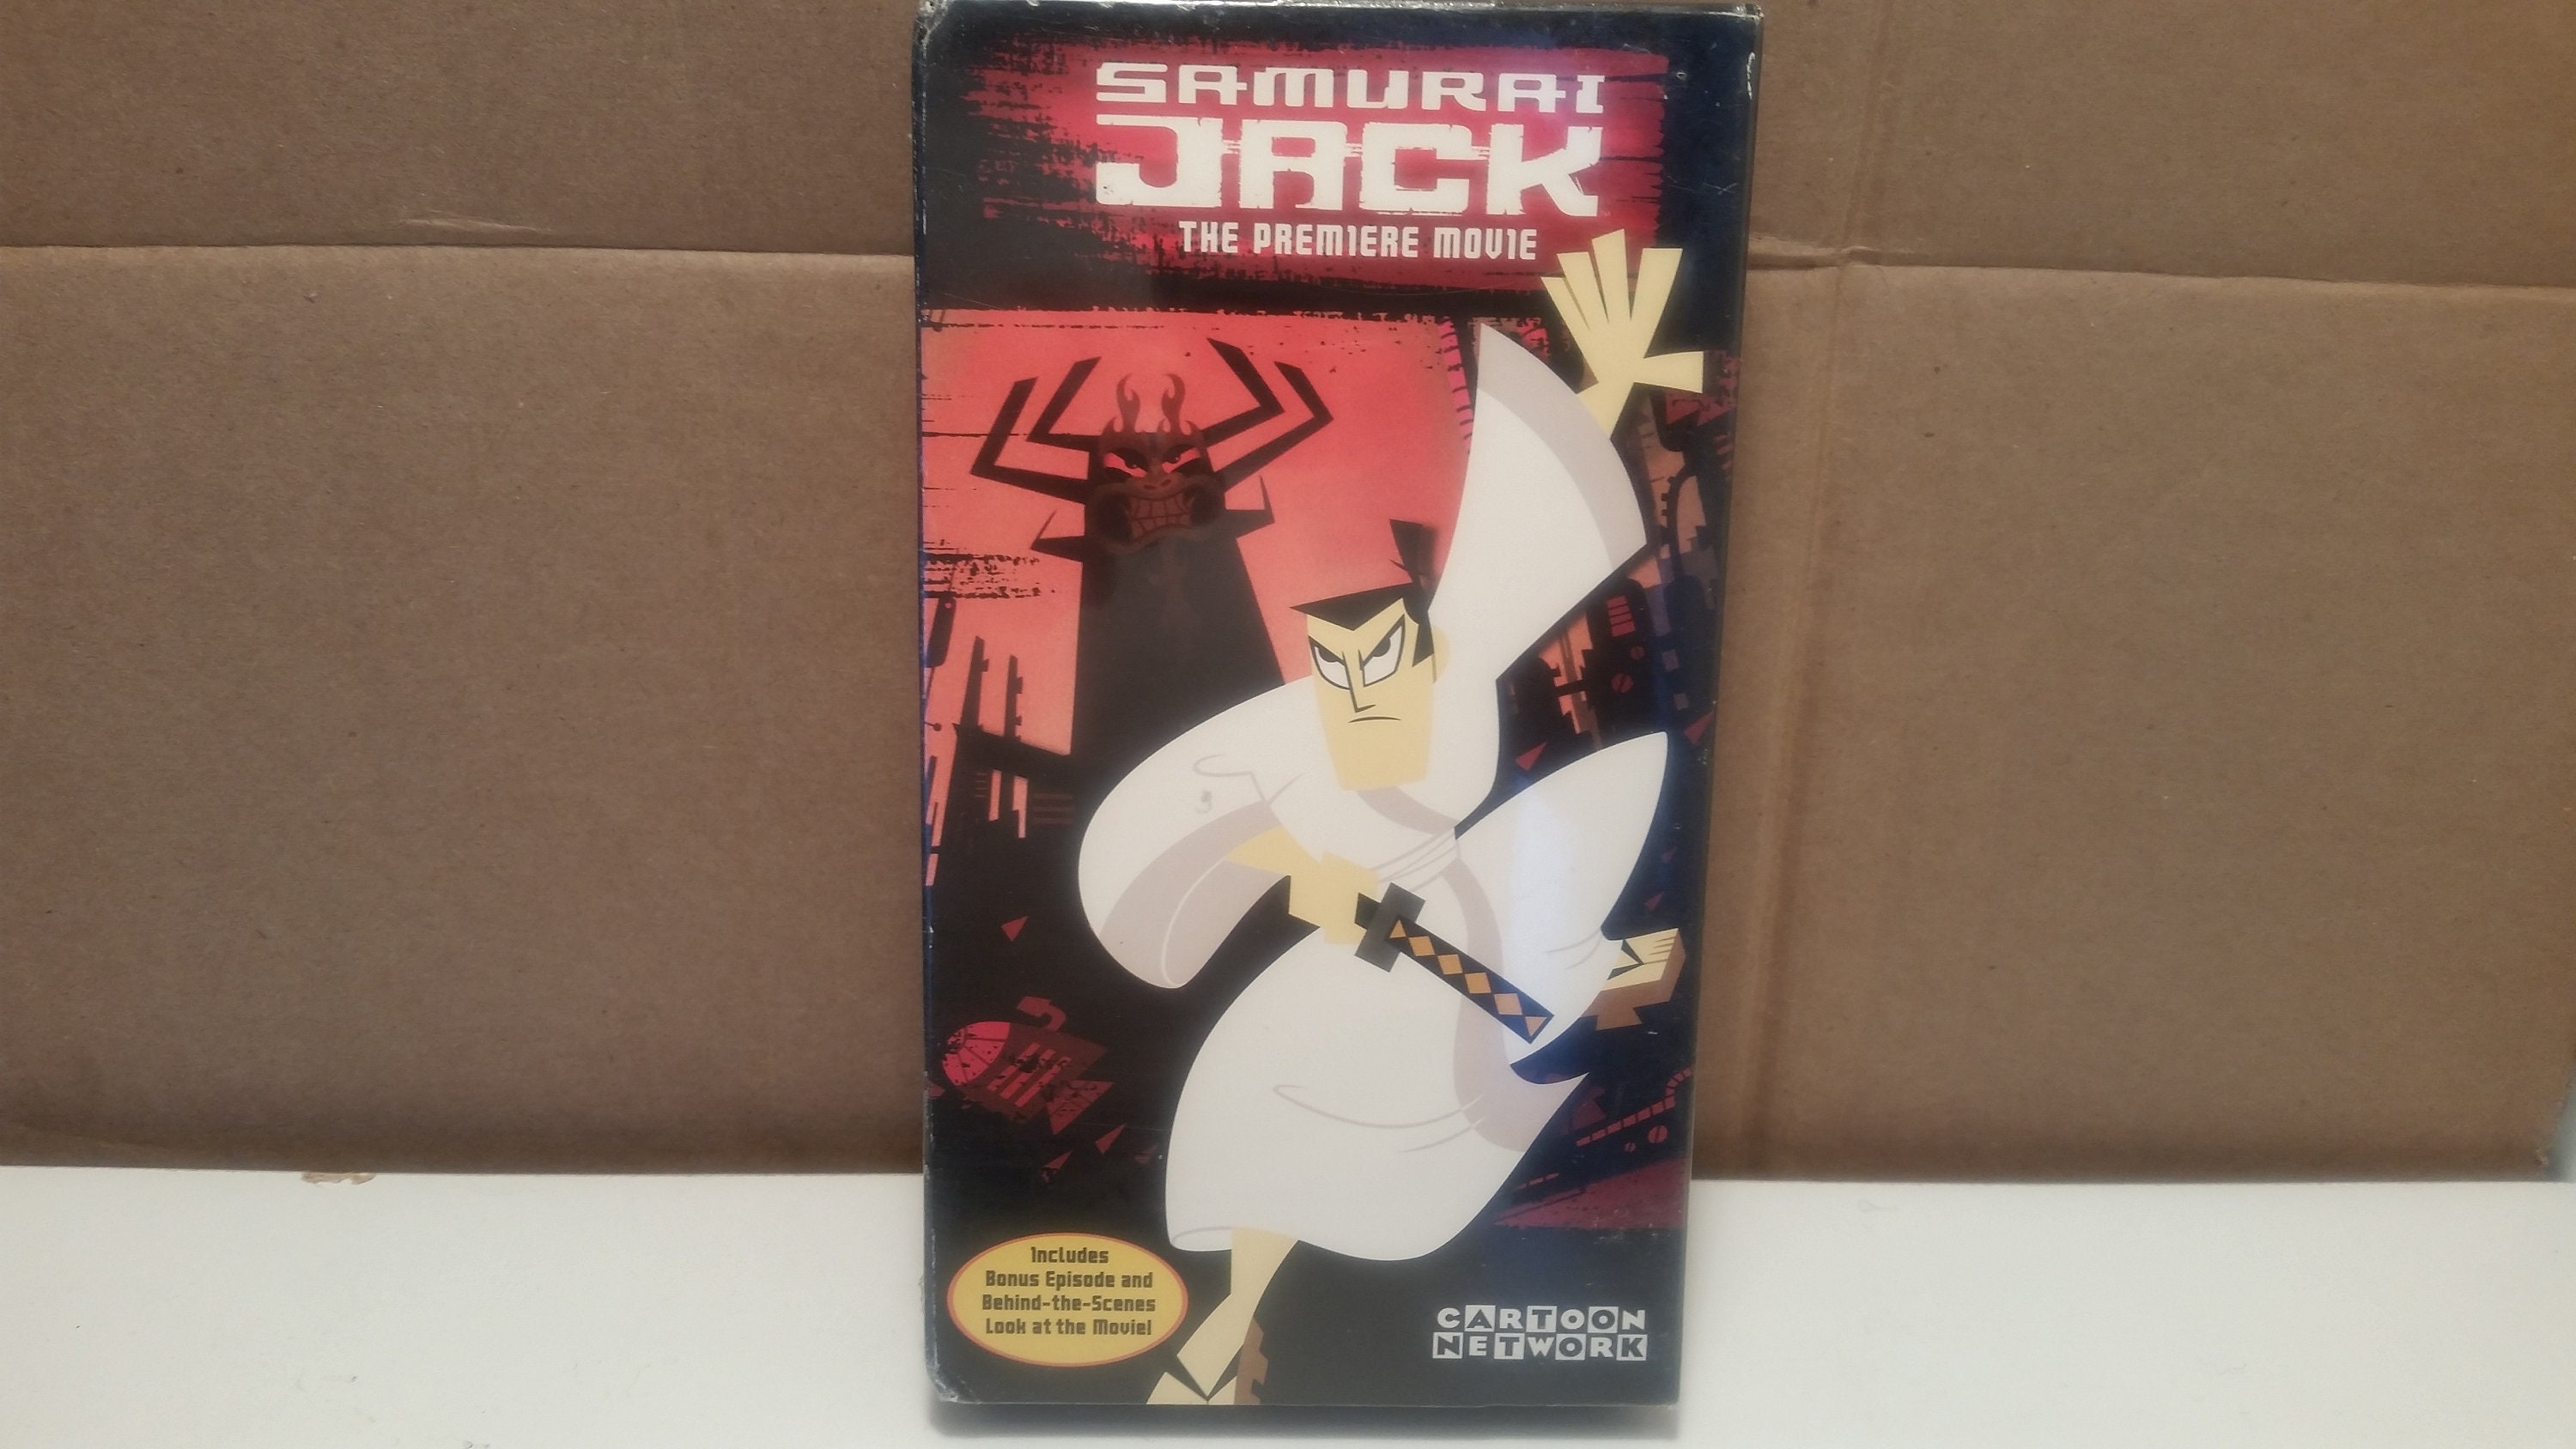 SAMURAI
JACK
THE PREMIERE MOVIE
Includes
Bonus Episode and
Behind-the-Scenes
Look at the Movie!
CARTOON
NETWORK